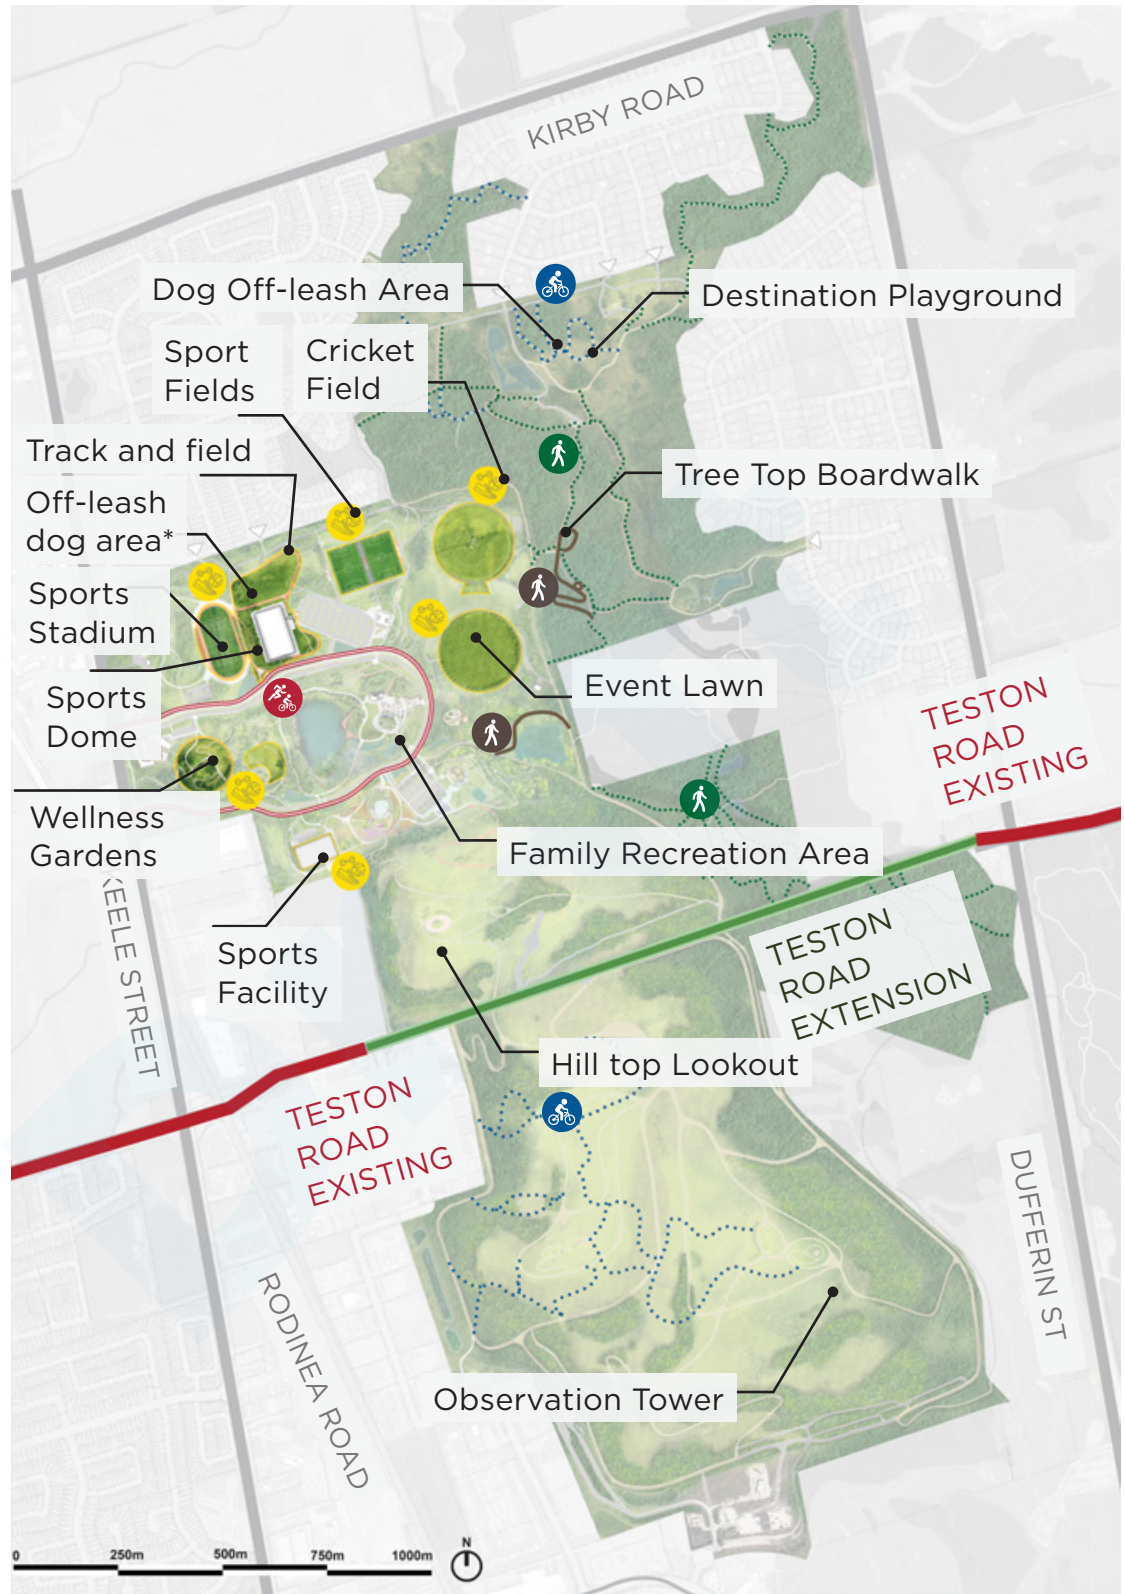 KIRBY ROAD
Dog Off-leash Area
Destination Playground
Sport
Fields
Cricket
Field
Track and field
Tree Top Boardwalk
Off-leash
dog area*
Sports
Stadium
Event Lawn
Sports
Dome
TESTON
ROAD
EXISTING
Wellness
Gardens
Family Recreation Area
KEELE STREET
Sports
Facility
TESTON
ROAD
EXTENSION
Hill top Lookout
TESTON
ROAD
EXISTING
DUFFERIN ST
RODINEA ROAD
Observation Tower
0 250m 500m 750m 1000m
N